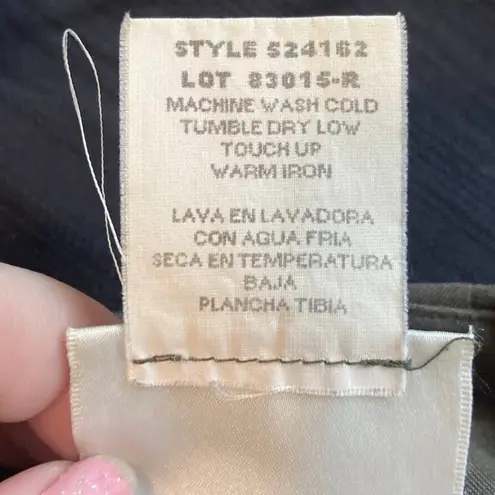 STYLE 524162
LOT 83015-R
MACHINE WASH COLD
TUMBLE DRY LOW
TOUCH UP
WARM IRON
LAVA EN LAVADORA
CON AGUA FRIA
SECA EN TEMPERATURA
BAJA
PLANCHA TIBIA